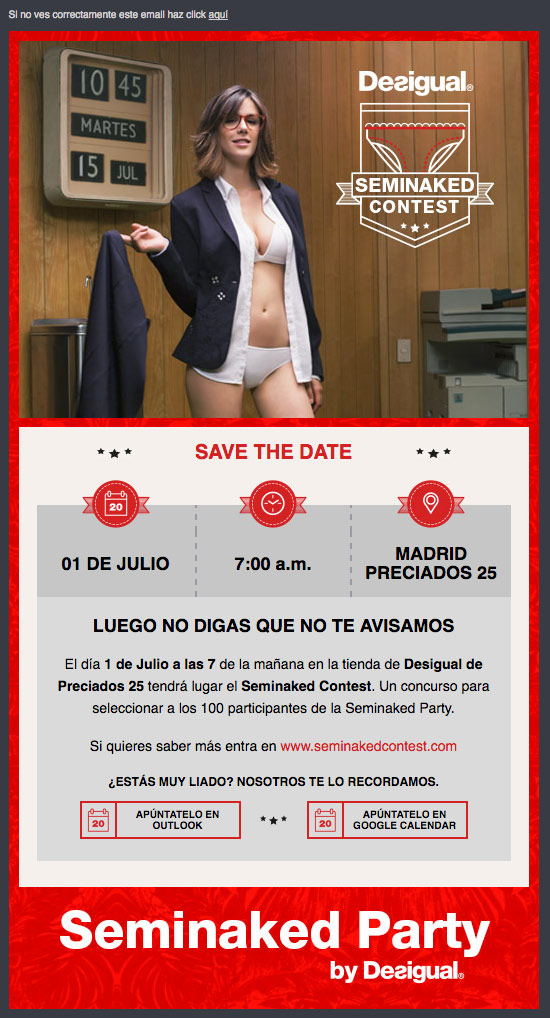 Si no ves correctamente este email haz click aquí
10 45
MARTES
15 JUL
Desigual®
SEMINAKED
CONTEST
SAVE THE DATE
20
01 DE JULIO
7:00 a.m.
MADRID
PRECIADOS 25
LUEGO NO DIGAS QUE NO TE AVISAMOS
El día 1 de Julio a las 7 de la mañana en la tienda de Desigual de
Preciados 25 tendrá lugar el Seminaked Contest. Un concurso para
seleccionar a los 100 participantes de la Seminaked Party.
Si quieres saber más entra en www.seminakedcontest.com
¿ESTÁS MUY LIADO? NOSOTROS TE LO RECORDAMOS.
20
APÚNTATELO EN
OUTLOOK
20
APÚNTATELO EN
GOOGLE CALENDAR
Seminaked Party
by Desigual®